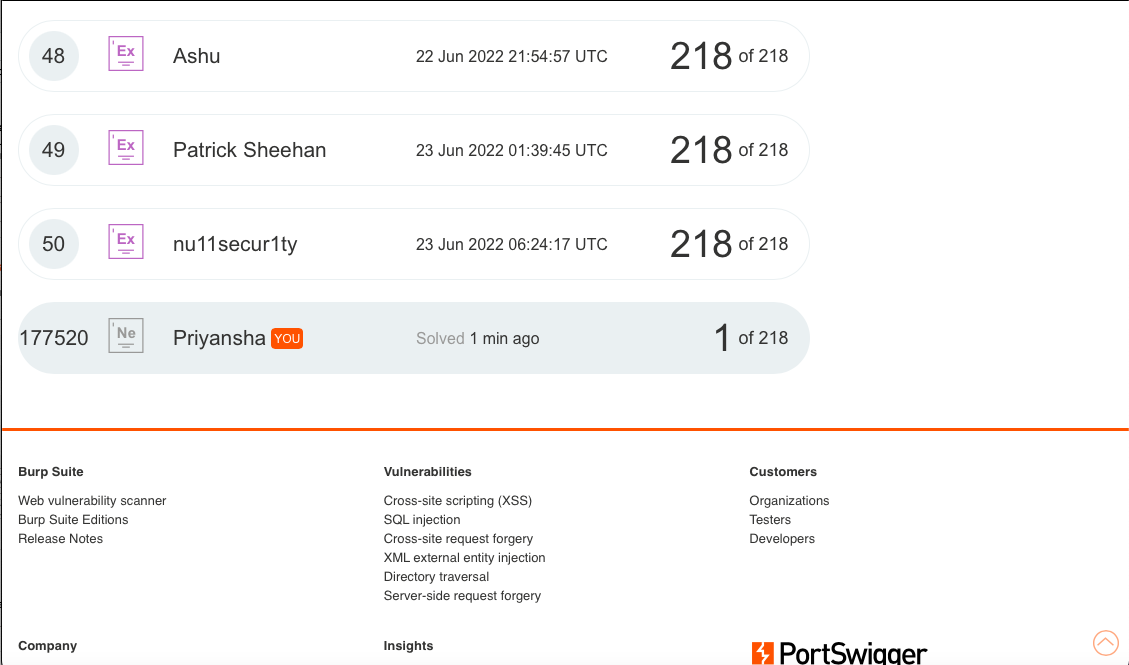 48 Ex Ashu 22 Jun 2022 21:54:57 UTC 218 of 218
49 Ex Patrick Sheehan 23 Jun 2022 01:39:45 UTC 218 of 218
50 Ex nu11secur1ty 23 Jun 2022 06:24:17 UTC 218 of 218
177520 Ne Priyansha YOU Solved 1 min ago 1 of 218
Burp Suite
Web vulnerability scanner
Burp Suite Editions
Release Notes
Vulnerabilities
Cross-site scripting (XSS)
SQL injection
Cross-site request forgery
XML external entity injection
Directory traversal
Server-side request forgery
Customers
Organizations
Testers
Developers
Company
Insights
PortSwigger